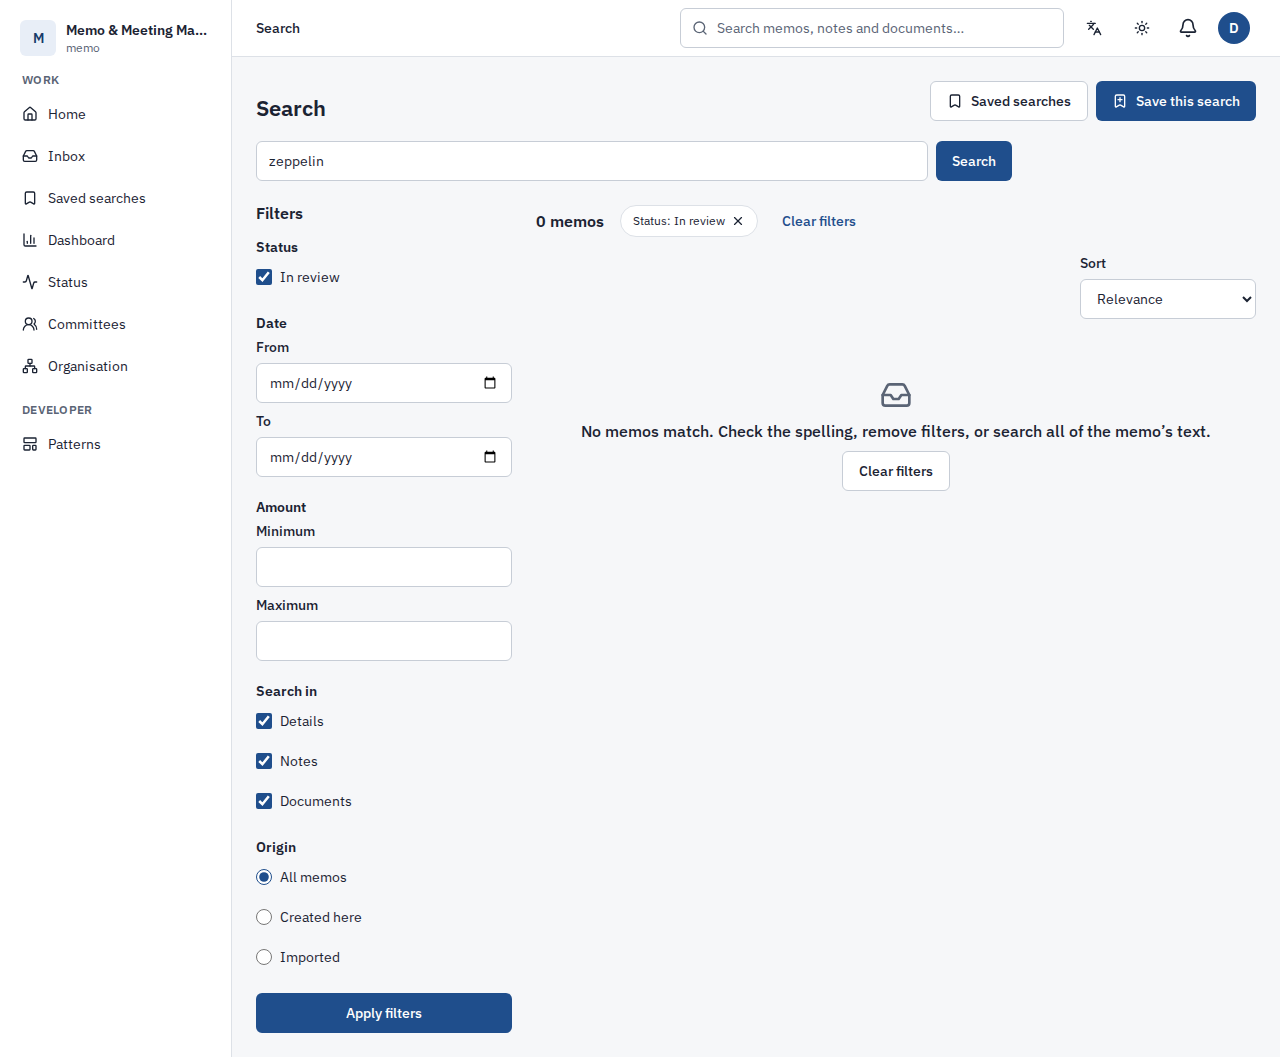 M
Memo & Meeting Ma...
memo
WORK
Home
Inbox
Saved searches
Dashboard
Status
Committees
Organisation
DEVELOPER
Patterns
Search
Search memos, notes and documents...
D
Search
Saved searches
Save this search
zeppelin
Search
Filters
Status
In review
Date
From
mm/dd/yyyy
To
mm/dd/yyyy
Amount
Minimum
Maximum
Search in
Details
Notes
Documents
Origin
All memos
Created here
Imported
Apply filters
0 memos
Status: In review
Clear filters
Sort
Relevance
No memos match. Check the spelling, remove filters, or search all of the memo’s text.
Clear filters